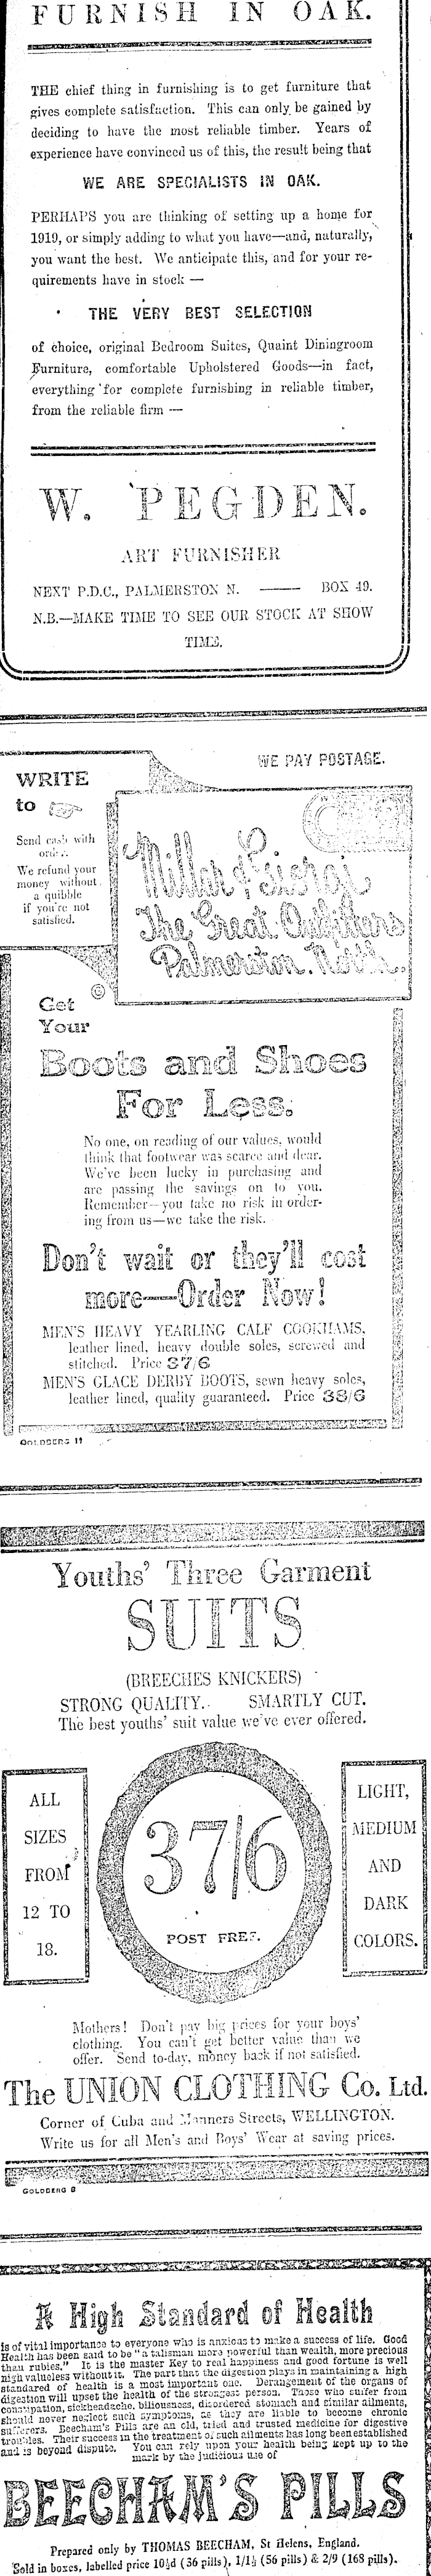 FURNISH IN OAK.
THE chief thing in furnishing is to get furniture that
gives complete satisfaction. This can only be gained by
deciding to have the most reliable timber. Years of
experience have convinced us of this, the result being that
WE ARE SPECIALISTS IN OAK.
PERHAPS you are thinking of setting up a home for
1919, or simply adding to what you have—and, naturally,
you want the best. We anticipate this, and for your re-
quirements have in stock —
THE VERY BEST SELECTION
of choice, original Bedroom Suites, Quaint Diningroom
Furniture, comfortable Upholstered Goods—in fact,
everything for complete furnishing in reliable timber,
from the reliable firm —
W. PEGDEN.
ART FURNISHER
NEXT P.D.C., PALMERSTON N. —— BOX 49.
N.B.—MAKE TIME TO SEE OUR STOCK AT SHOW
TIME.
WE PAY POSTAGE.
WRITE
to
Send cash with
order.
We refund your
money without
a quibble
if you're not
satisfied.
Millar & Giorgi
The Great Outfitters
Palmerston North.
Get
Your
Boots and Shoes
For Less.
No one, on reading of our values, would
think that footwear was scarce and dear.
We've been lucky in purchasing and
are passing the savings on to you.
Remember—you take no risk in order-
ing from us—we take the risk.
Don't wait or they'll cost
more—Order Now!
MEN'S HEAVY YEARLING CALF COOKHAMS,
leather lined, heavy double soles, screwed and
stitched. Price 37/6
MEN'S GLACE DERBY BOOTS, sewn heavy soles,
leather lined, quality guaranteed. Price 38/6
GOLDBERG 11
Youths' Three Garment
SUITS
(BREECHES KNICKERS)
STRONG QUALITY. SMARTLY CUT.
The best youths' suit value we've ever offered.
ALL
SIZES
FROM
12 TO
18.
37/6
POST FREE.
LIGHT,
MEDIUM
AND
DARK
COLORS.
Mothers! Don't pay big prices for your boys'
clothing. You can't get better value than we
offer. Send to-day, money back if not satisfied.
The UNION CLOTHING Co. Ltd.
Corner of Cuba and Manners Streets, WELLINGTON.
Write us for all Men's and Boys' Wear at saving prices.
GOLDBERG 8
A High Standard of Health
is of vital importance to everyone who is anxious to make a success of life. Good
Health has been said to be "a talisman more powerful than wealth, more precious
than rubies." It is the master Key to real happiness and good fortune is well
nigh valueless without it. The part that the digestion plays in maintaining a high
standard of health is a most important one. Derangement of the organs of
digestion will upset the health of the strongest person. Those who suffer from
constipation, sick headache, biliousness, disordered stomach and similar ailments,
should never neglect such symptoms, as they are liable to become chronic
sufferers. Beecham's Pills are an old, tried and trusted medicine for digestive
troubles. Their success in the treatment of such ailments has long been established
and is beyond dispute. You can rely upon your health being kept up to the
mark by the judicious use of
BEECHAM'S PILLS
Prepared only by THOMAS BEECHAM, St Helens, England.
Sold in boxes, labelled price 10½d (36 pills), 1/1½ (56 pills) & 2/9 (168 pills).